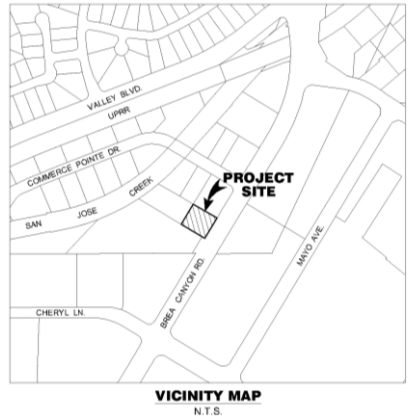 VALLEY BLVD.
UPRR
COMMERCE POINTE DR.
SAN JOSE CREEK
PROJECT
SITE
MAYO AVE.
BREA CANYON RD.
CHERYL LN.
VICINITY MAP
N.T.S.